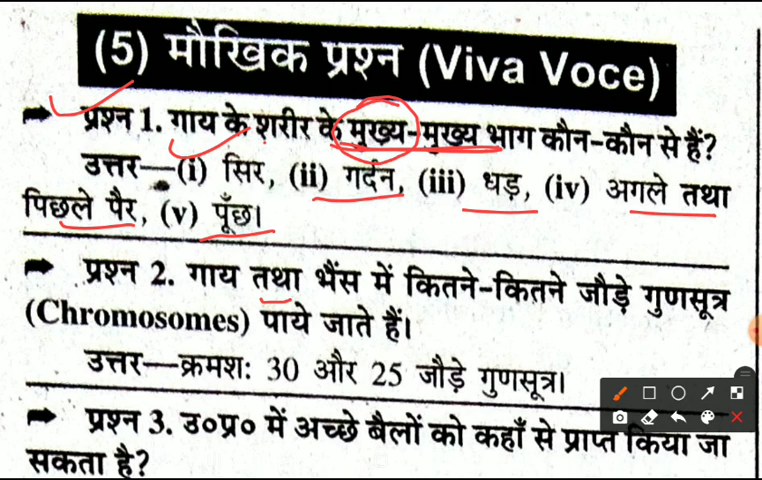 (5) मौखिक प्रश्न (Viva Voce)
प्रश्न 1. गाय के शरीर के मुख्य-मुख्य भाग कौन-कौन से हैं?
उत्तर—(i) सिर, (ii) गर्दन, (iii) धड़, (iv) अगले तथा
पिछले पैर, (v) पूँछ।
प्रश्न 2. गाय तथा भैंस में कितने-कितने जौड़े गुणसूत्र
(Chromosomes) पाये जाते हैं।
उत्तर—क्रमश: 30 और 25 जौड़े गुणसूत्र।
प्रश्न 3. उ०प्र० में अच्छे बैलों को कहाँ से प्राप्त किया जा
सकता है?